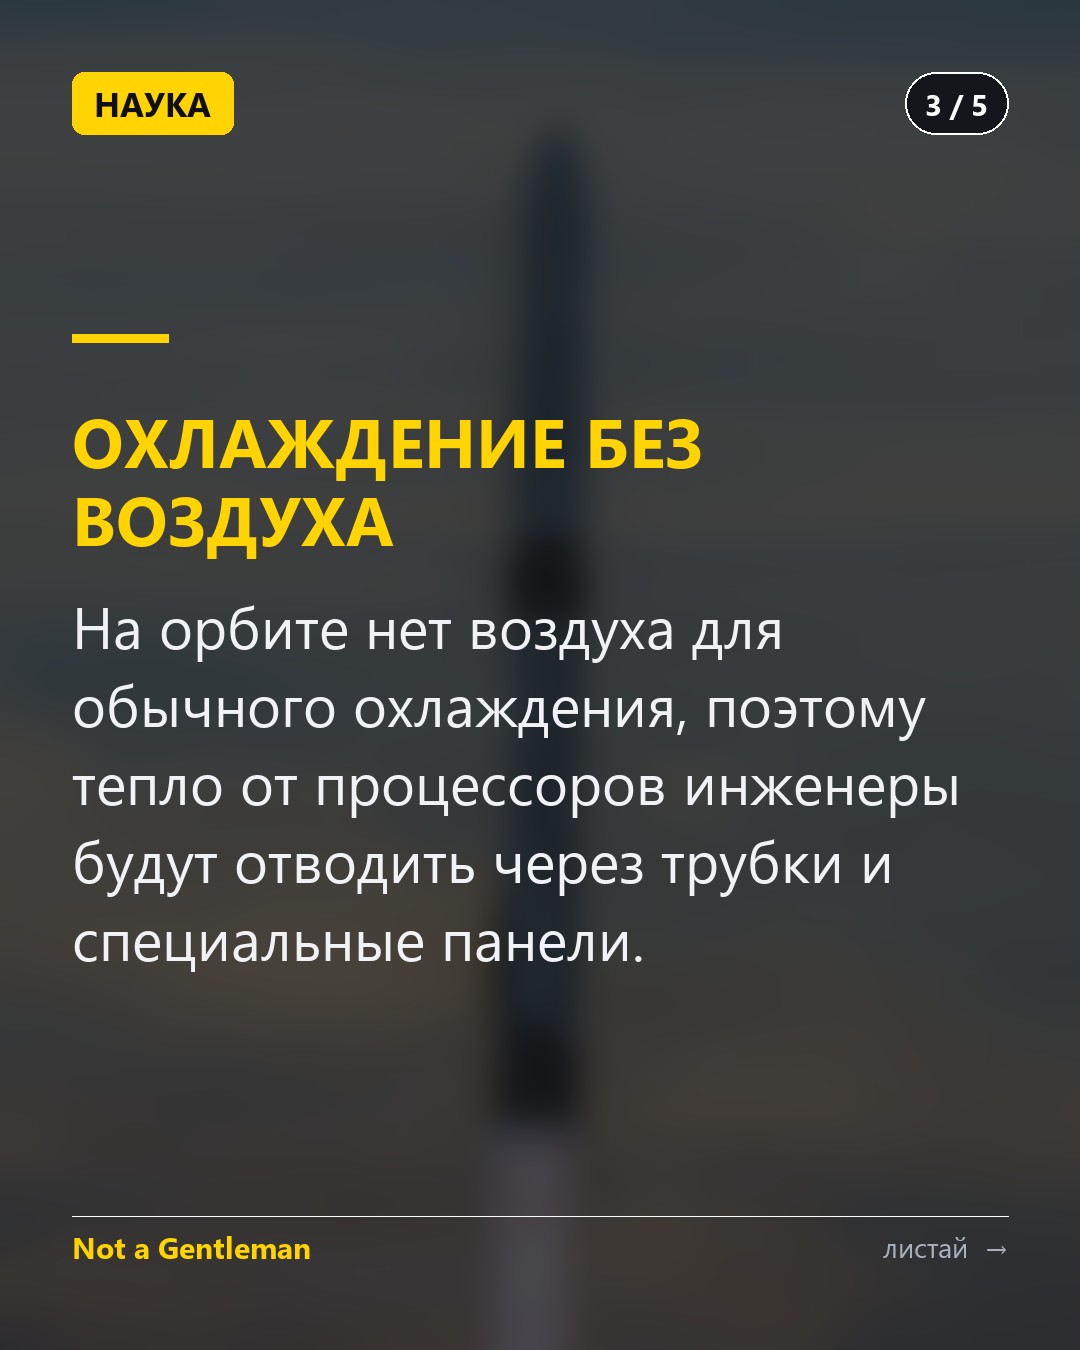 НАУКА
3 / 5
ОХЛАЖДЕНИЕ БЕЗ
ВОЗДУХА
На орбите нет воздуха для
обычного охлаждения, поэтому
тепло от процессоров инженеры
будут отводить через трубки и
специальные панели.
Not a Gentleman
листай →